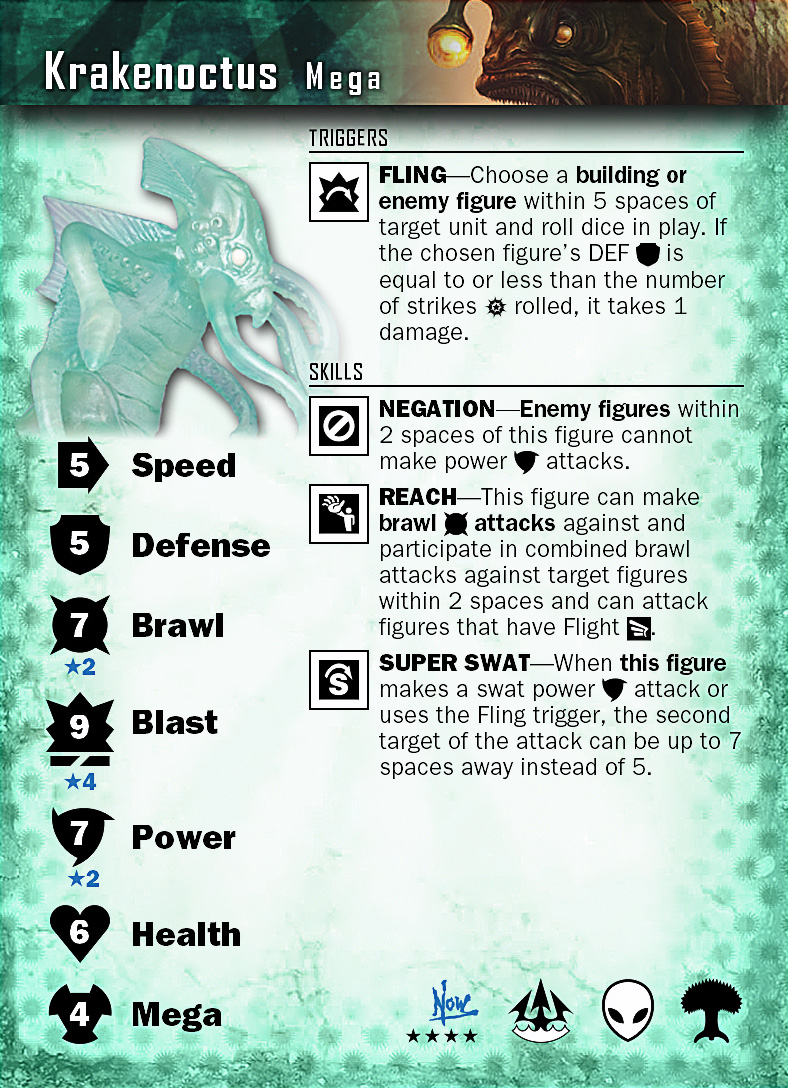 Krakenoctus Mega
TRIGGERS
FLING—Choose a building or
enemy figure within 5 spaces of
target unit and roll dice in play. If
the chosen figure's DEF is
equal to or less than the number
of strikes rolled, it takes 1
damage.
SKILLS
NEGATION—Enemy figures within
2 spaces of this figure cannot
make power attacks.
REACH—This figure can make
brawl attacks against and
participate in combined brawl
attacks against target figures
within 2 spaces and can attack
figures that have Flight .
S
SUPER SWAT—When this figure
makes a swat power attack or
uses the Fling trigger, the second
target of the attack can be up to 7
spaces away instead of 5.
5 Speed
5 Defense
7 Brawl
★2
9 Blast
★4
7 Power
★2
6 Health
4 Mega
Now
★★★★